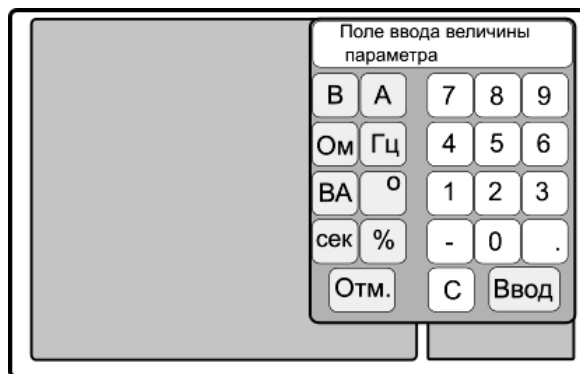 Поле ввода величины
параметра
В А 7 8 9
Ом Гц 4 5 6
ВА о 1 2 3
сек % - 0 .
Отм. С Ввод